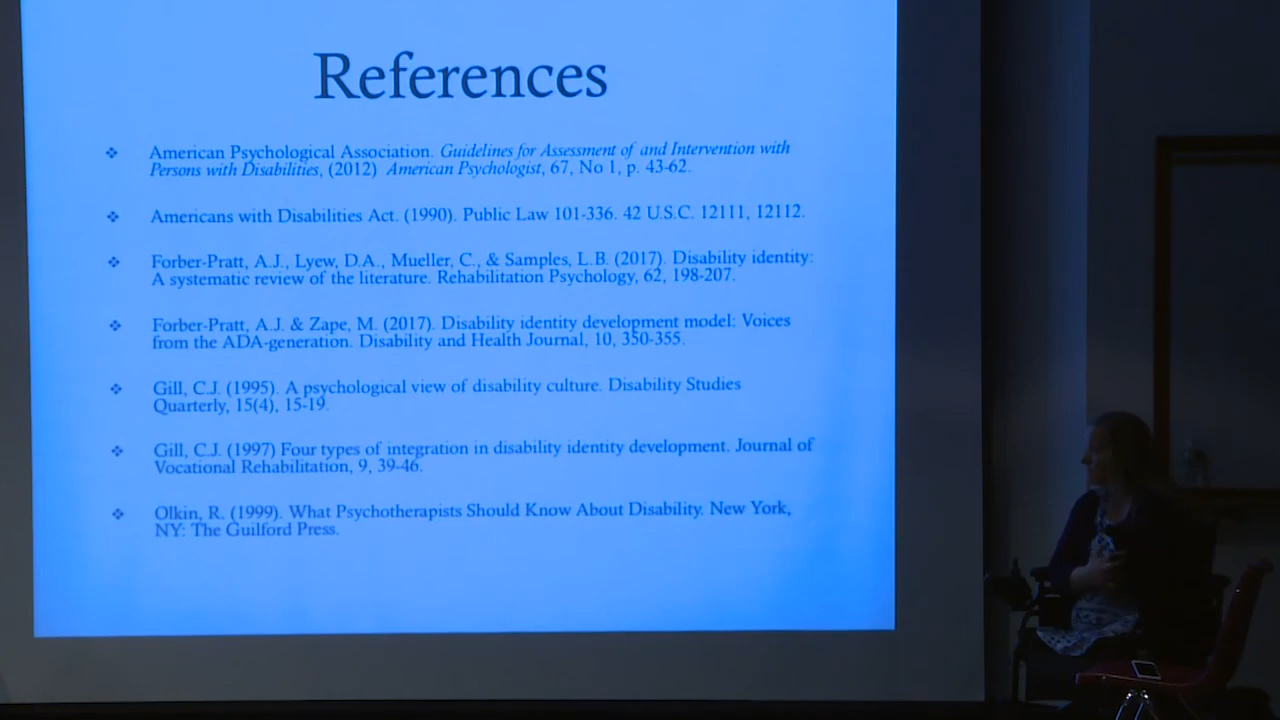 References
❖ American Psychological Association. Guidelines for Assessment of and Intervention with
Persons with Disabilities, (2012) American Psychologist, 67, No 1, p. 43-62.
❖ Americans with Disabilities Act. (1990). Public Law 101-336. 42 U.S.C. 12111, 12112.
❖ Forber-Pratt, A.J., Lyew, D.A., Mueller, C., & Samples, L.B. (2017). Disability identity:
A systematic review of the literature. Rehabilitation Psychology, 62, 198-207.
❖ Forber-Pratt, A.J. & Zape, M. (2017). Disability identity development model: Voices
from the ADA-generation. Disability and Health Journal, 10, 350-355.
❖ Gill, C.J. (1995). A psychological view of disability culture. Disability Studies
Quarterly, 15(4), 15-19.
❖ Gill, C.J. (1997) Four types of integration in disability identity development. Journal of
Vocational Rehabilitation, 9, 39-46.
❖ Olkin, R. (1999). What Psychotherapists Should Know About Disability. New York,
NY: The Guilford Press.